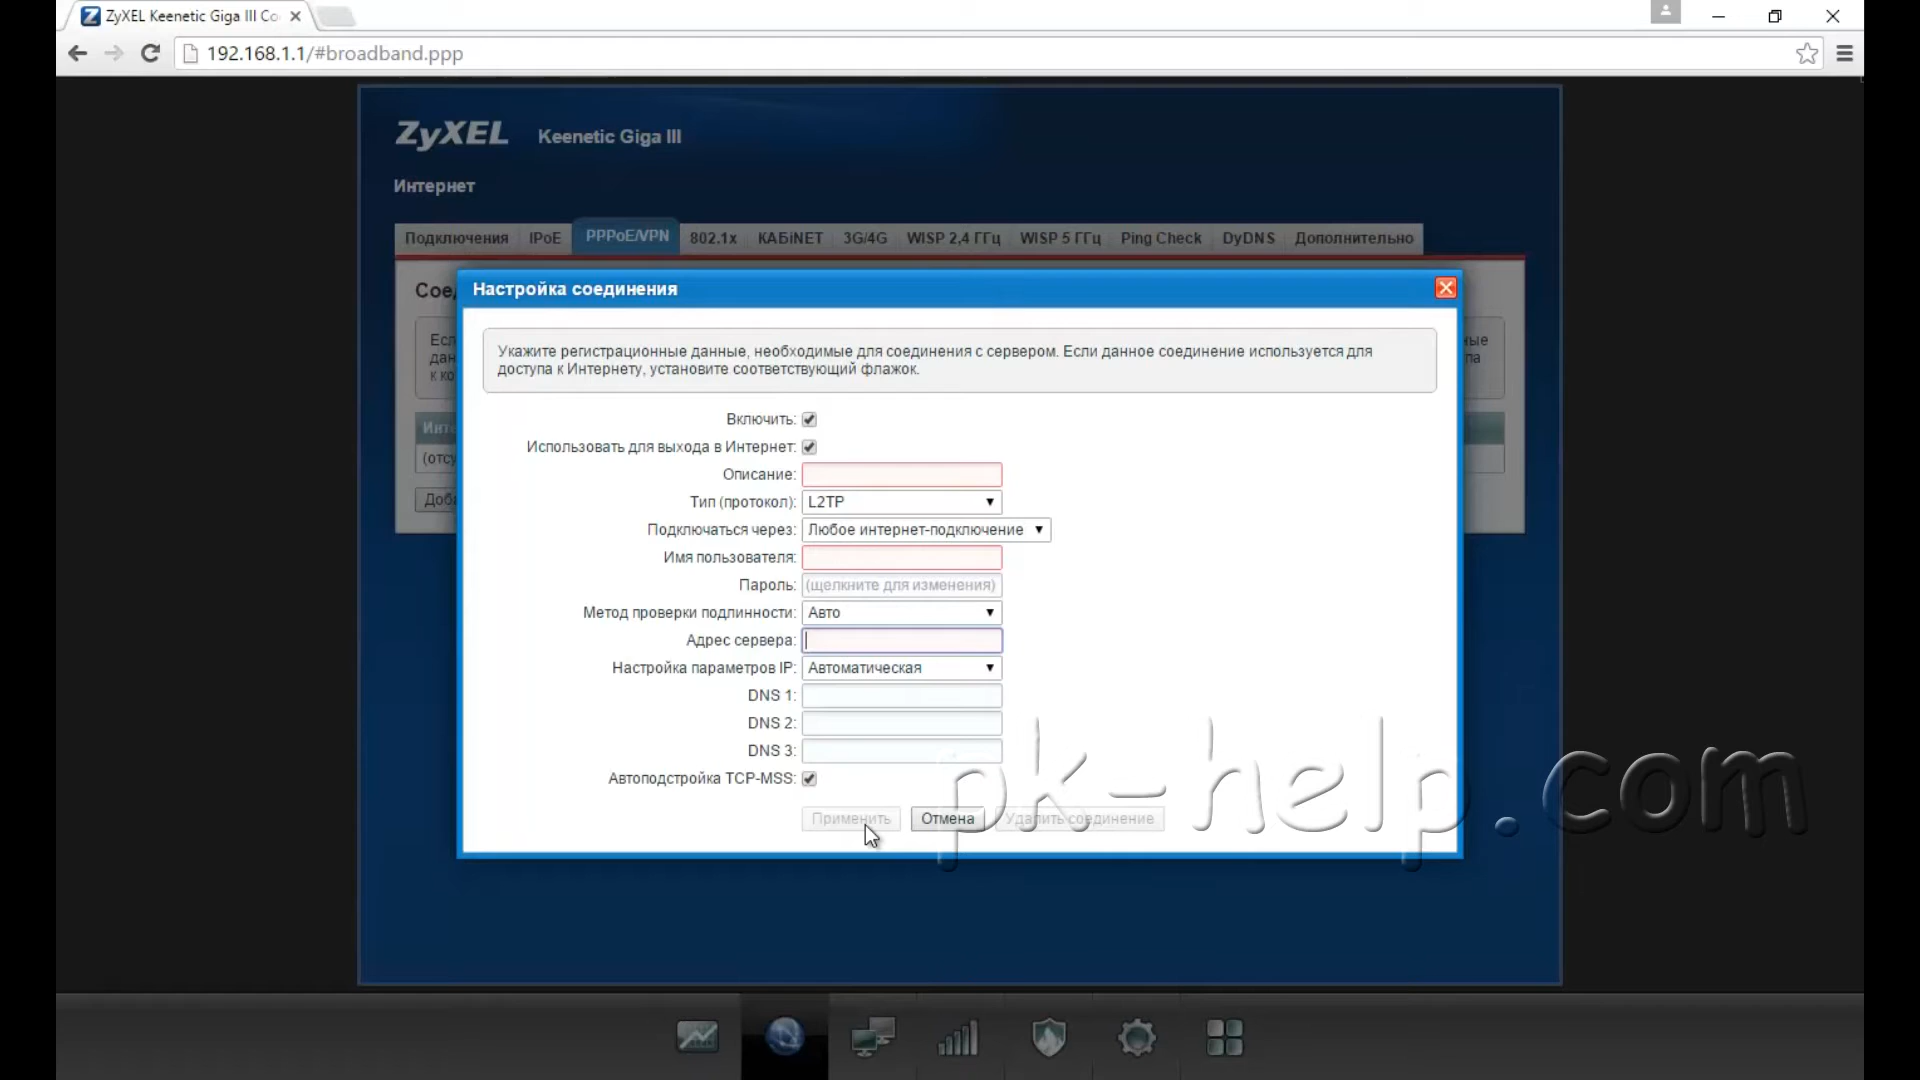 ZyXEL Keenetic Giga III Co
192.168.1.1/#broadband.ppp
ZyXEL Keenetic Giga III
Интернет
Подключения IPoE PPPoE/VPN 802.1x КАБiNET 3G/4G WISP 2,4 ГГц WISP 5 ГГц Ping Check DyDNS Дополнительно
Настройка соединения
Укажите регистрационные данные, необходимые для соединения с сервером. Если данное соединение используется для
доступа к Интернету, установите соответствующий флажок.
Включить:
Использовать для выхода в Интернет:
Описание:
Тип (протокол): L2TP
Подключаться через: Любое интернет-подключение
Имя пользователя:
Пароль: (щелкните для изменения)
Метод проверки подлинности: Авто
Адрес сервера:
Настройка параметров IP: Автоматическая
DNS 1:
DNS 2:
DNS 3:
Автоподстройка TCP-MSS:
Применить Отмена Удалить соединение
pk-help.com